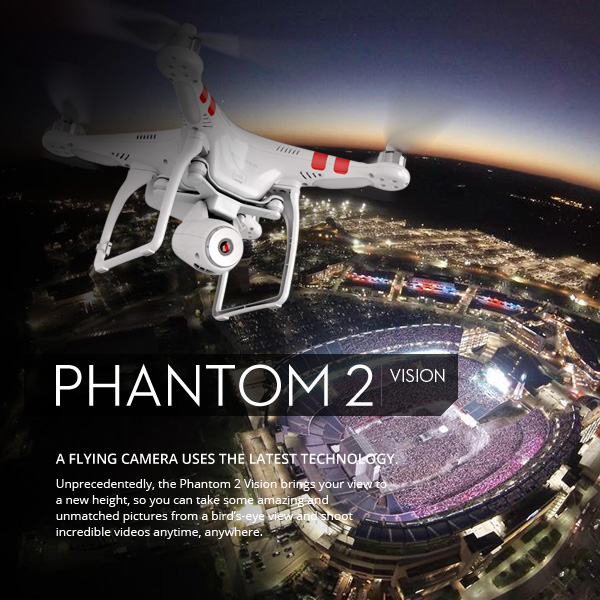 PHANTOM 2 VISION
A FLYING CAMERA USES THE LATEST TECHNOLOGY.
Unprecedentedly, the Phantom 2 Vision brings your view to
a new height, so you can take some amazing and
unmatched pictures from a bird's-eye view and shoot
incredible videos anytime, anywhere.